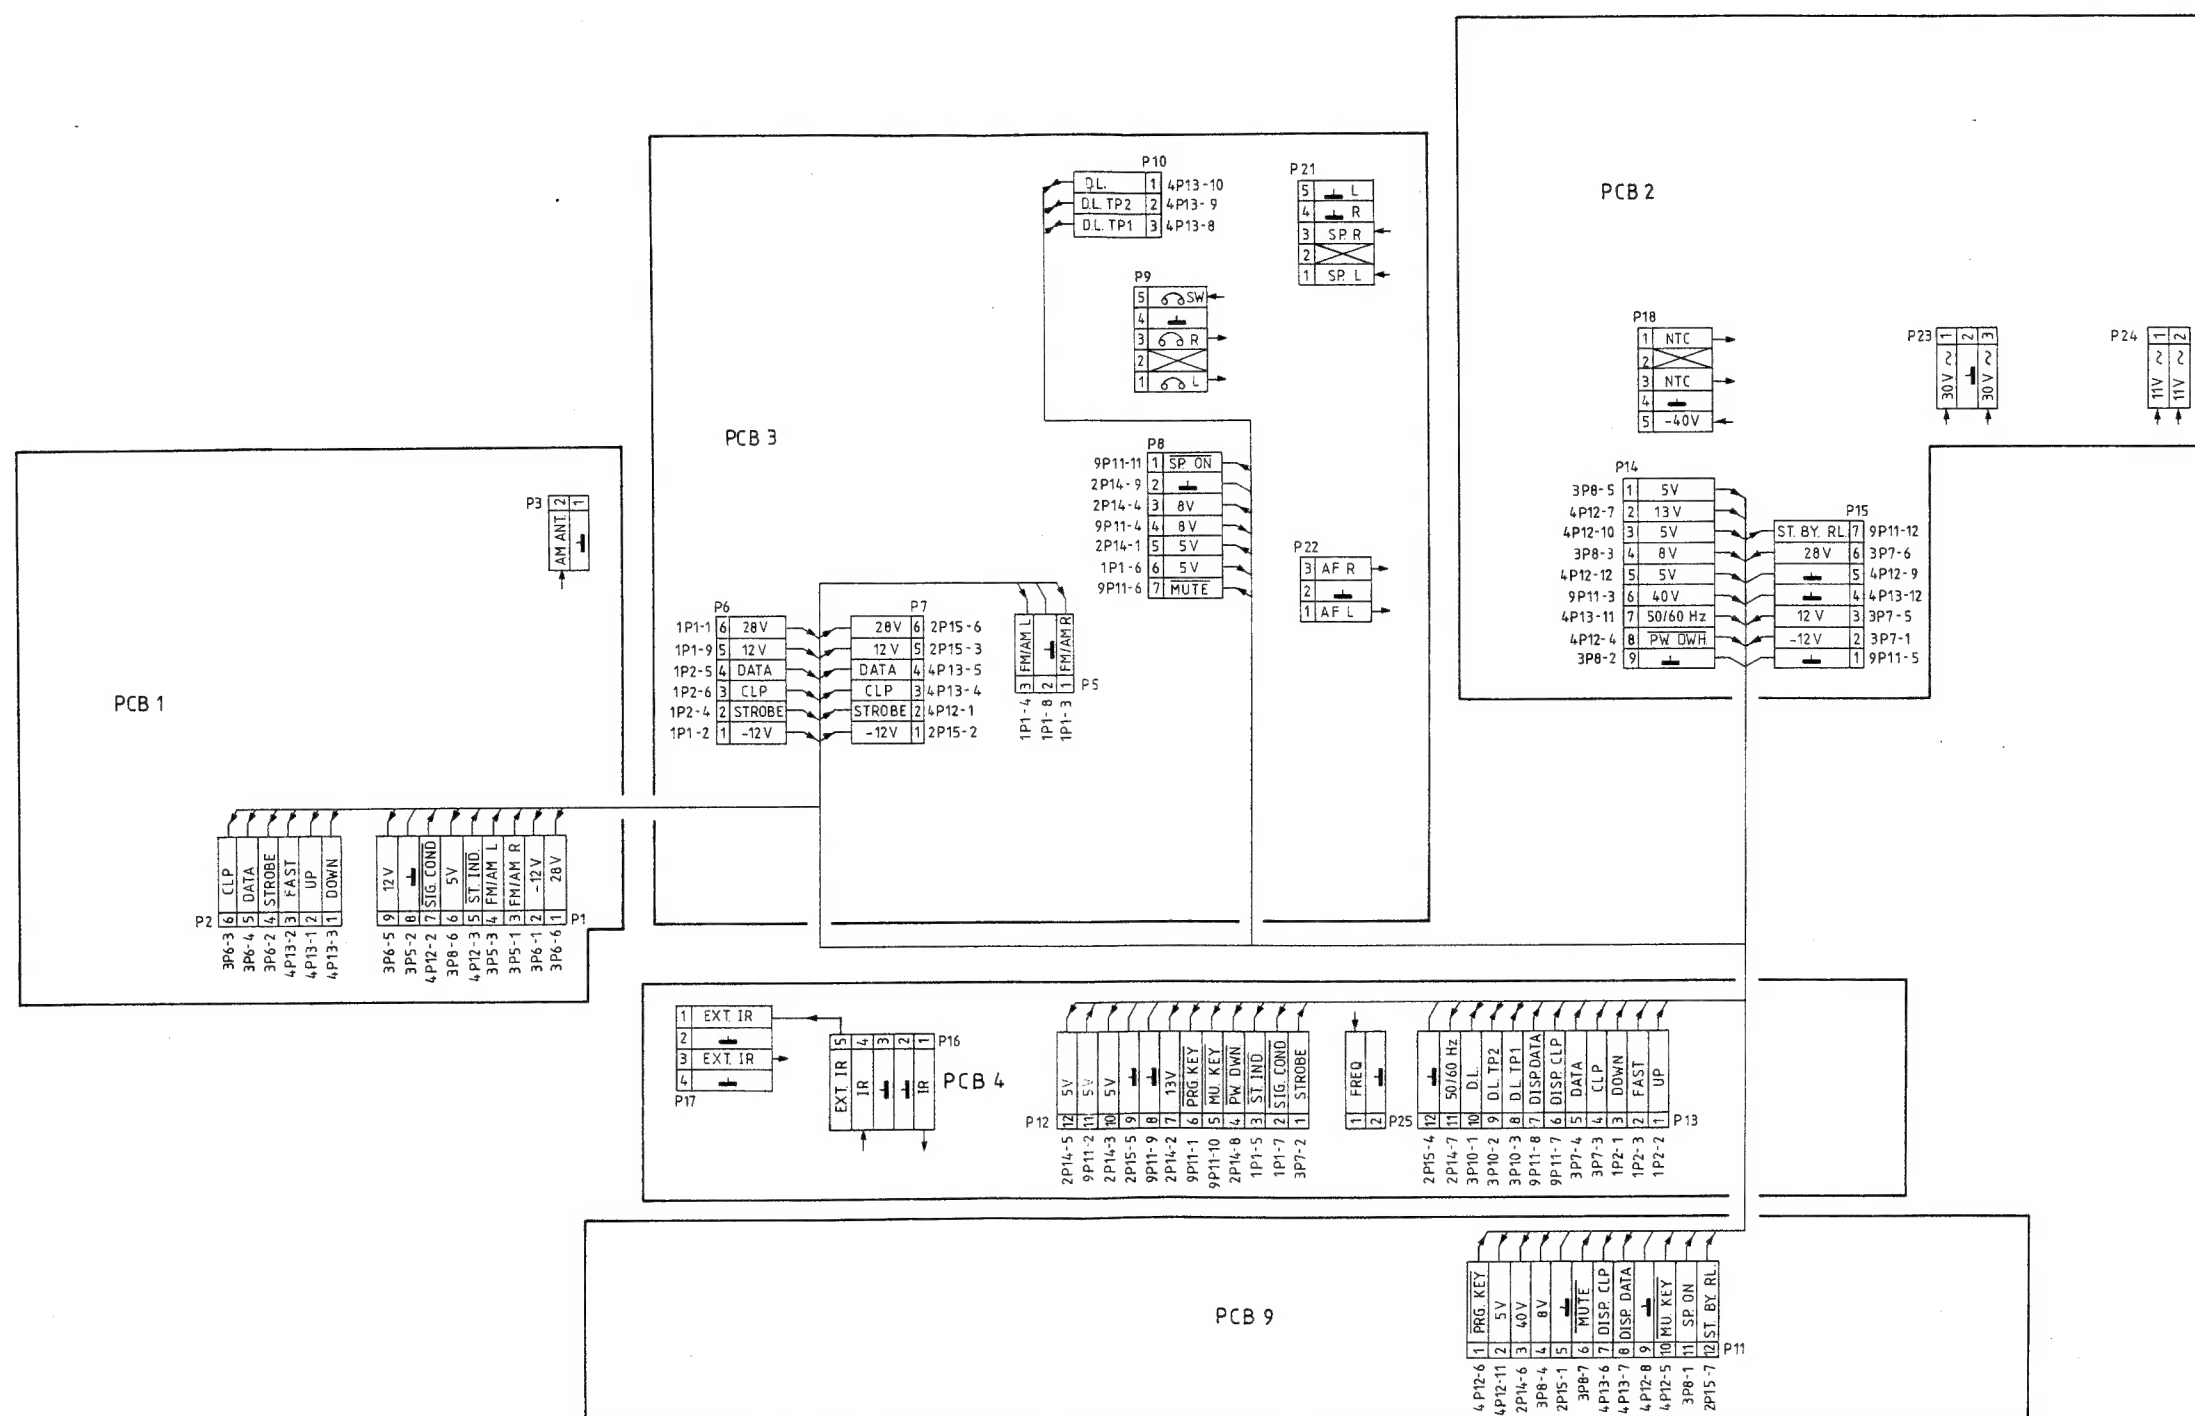 PCB 1
P3
AM ANT. 2
1
P2
6 CLP 3P6-3
5 DATA 3P6-4
4 STROBE 3P6-2
3 FAST 4P13-2
2 UP 4P13-1
1 DOWN 4P13-3
P1
9 12V 3P6-5
8 3P5-2
7 SIG. COND 4P12-2
6 5V 3P8-6
5 ST. IND. 4P12-3
4 FM/AM L 3P5-3
3 FM/AM R 3P5-1
2 -12V 3P6-1
1 28V 3P6-6
PCB 3
P10
D.L. 1 4P13-10
D.L. TP2 2 4P13-9
D.L. TP1 3 4P13-8
P21
5 L
4 R
3 SP. R
2
1 SP. L
P9
5 SW
4
3 R
2
1 L
P8
9P11-11 1 SP. ON
2P14-9 2
2P14-4 3 8V
9P11-4 4 8V
2P14-1 5 5V
1P1-6 6 5V
9P11-6 7 MUTE
P22
3 AF R
2
1 AF L
P6
1P1-1 6 28V
1P1-9 5 12V
1P2-5 4 DATA
1P2-6 3 CLP
1P2-4 2 STROBE
1P1-2 1 -12V
P7
28V 6 2P15-6
12V 5 2P15-3
DATA 4 4P13-5
CLP 3 4P13-4
STROBE 2 4P12-1
-12V 1 2P15-2
P5
3 FM/AM L 1P1-4
2 1P1-8
1 FM/AM R 1P1-3
PCB 2
P18
1 NTC
2
3 NTC
4
5 -40V
P23
30V ~ 1
2
30V ~ 3
P24
11V ~ 1
11V ~ 2
P14
3P8-5 1 5V
4P12-7 2 13V
4P12-10 3 5V
3P8-3 4 8V
4P12-12 5 5V
9P11-3 6 40V
4P13-11 7 50/60 Hz
4P12-4 8 PW. DWH
3P8-2 9
P15
ST. BY. RL. 7 9P11-12
28V 6 3P7-6
5 4P12-9
4 4P13-12
12V 3 3P7-5
-12V 2 3P7-1
1 9P11-5
PCB 4
1 EXT. IR
2
3 EXT. IR
4
P17
P16
EXT. IR 5
IR 4
3
2
IR 1
P12
12 5V 2P14-5
11 5V 9P11-2
10 5V 2P14-3
9 2P15-5
8 9P11-9
7 13V 2P14-2
6 PRG. KEY 9P11-1
5 MU. KEY 9P11-10
4 PW. DWN 2P14-8
3 ST. IND 1P1-5
2 SIG. COND 1P1-7
1 STROBE 3P7-2
P25
1 FREQ
2
P13
12 2P15-4
11 50/60 Hz 2P14-7
10 D.L. 3P10-1
9 D.L. TP2 3P10-2
8 D.L. TP1 3P10-3
7 DISP. DATA 9P11-8
6 DISP. CLP 9P11-7
5 DATA 3P7-4
4 CLP 3P7-3
3 DOWN 1P2-1
2 FAST 1P2-3
1 UP 1P2-2
PCB 9
P11
1 PRG. KEY 4P12-6
2 5V 4P12-11
3 40V 2P14-6
4 8V 3P8-4
5 2P15-1
6 MUTE 3P8-7
7 DISP. CLP 4P13-6
8 DISP. DATA 4P13-7
9 4P12-8
10 MU. KEY 4P12-5
11 SP. ON 3P8-1
12 ST. BY. RL. 2P15-7